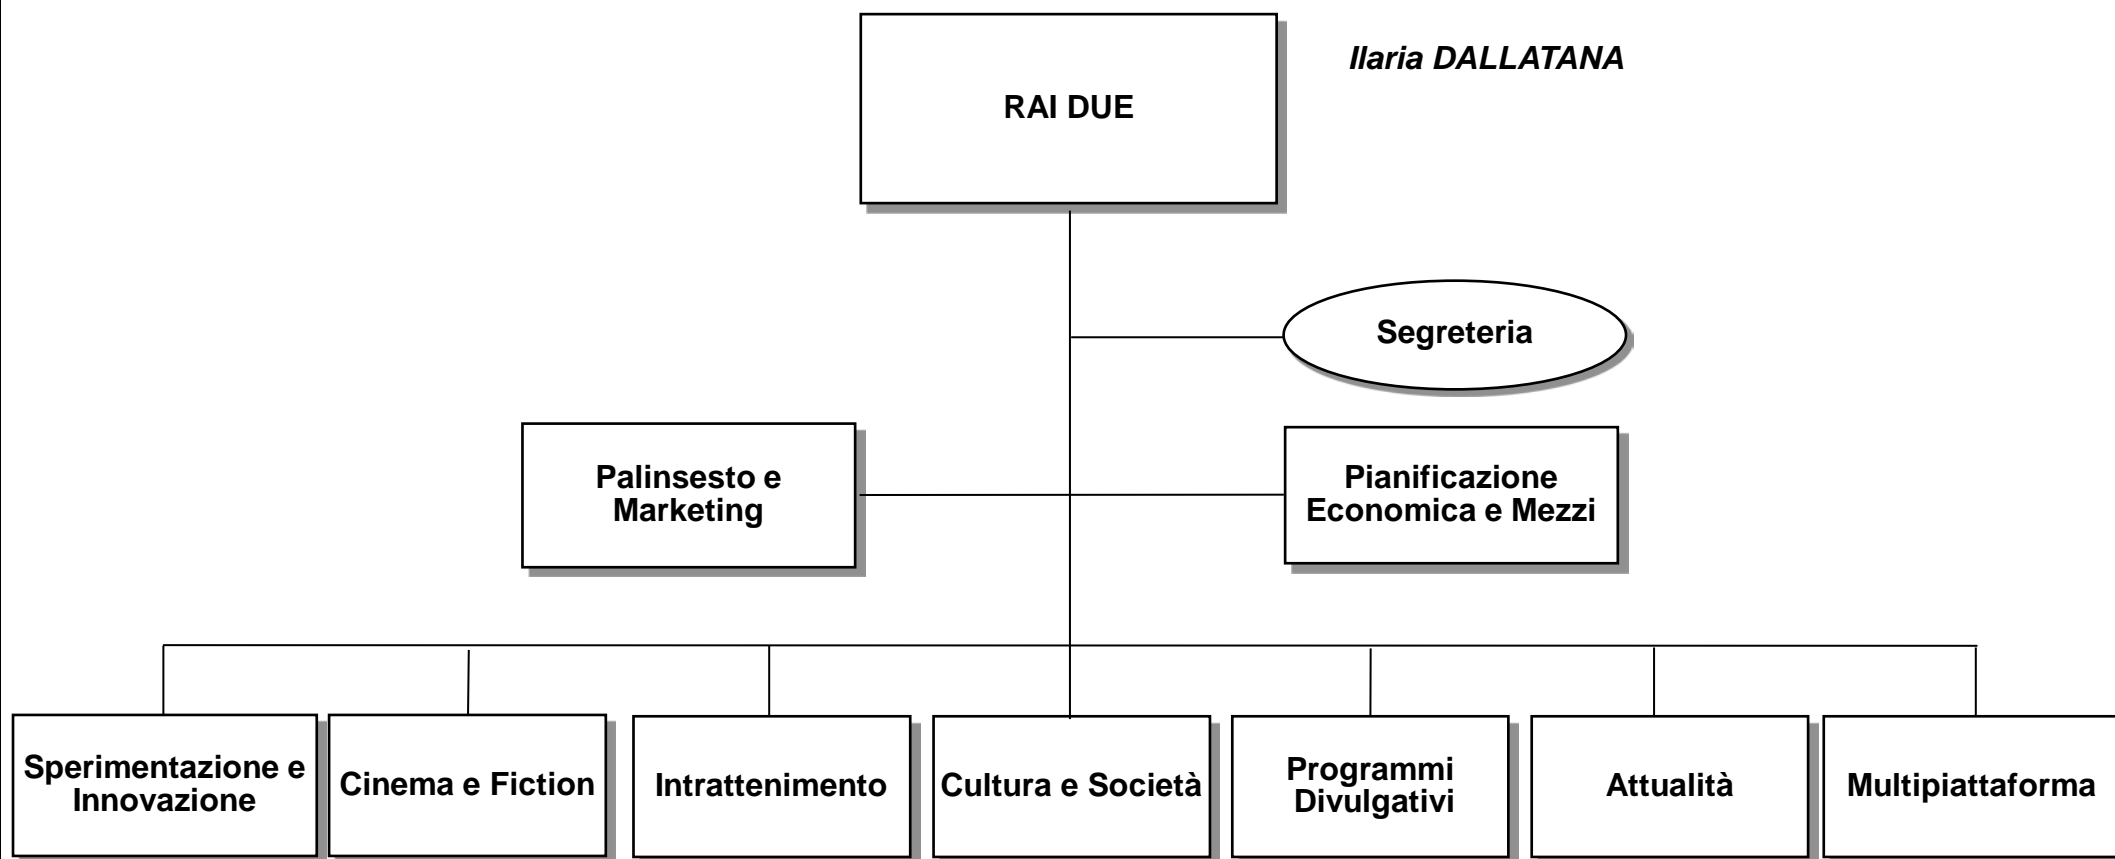 RAI DUE
Ilaria DALLATANA
Segreteria
Palinsesto e
Marketing
Pianificazione
Economica e Mezzi
Sperimentazione e
Innovazione
Cinema e Fiction
Intrattenimento
Cultura e Società
Programmi
Divulgativi
Attualità
Multipiattaforma